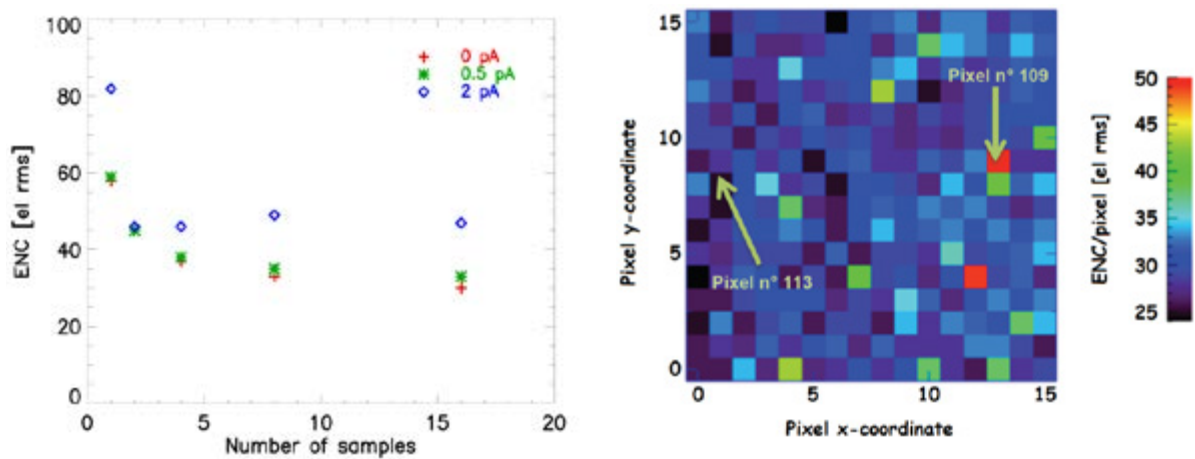 100
80
60
40
20
0
ENC [el rms]
0 pA
0.5 pA
2 pA
0 5 10 15 20
Number of samples
15
10
5
0
Pixel y-coordinate
Pixel n° 109
Pixel n° 113
0 5 10 15
Pixel x-coordinate
ENC/pixel [el rms]
50
45
40
35
30
25